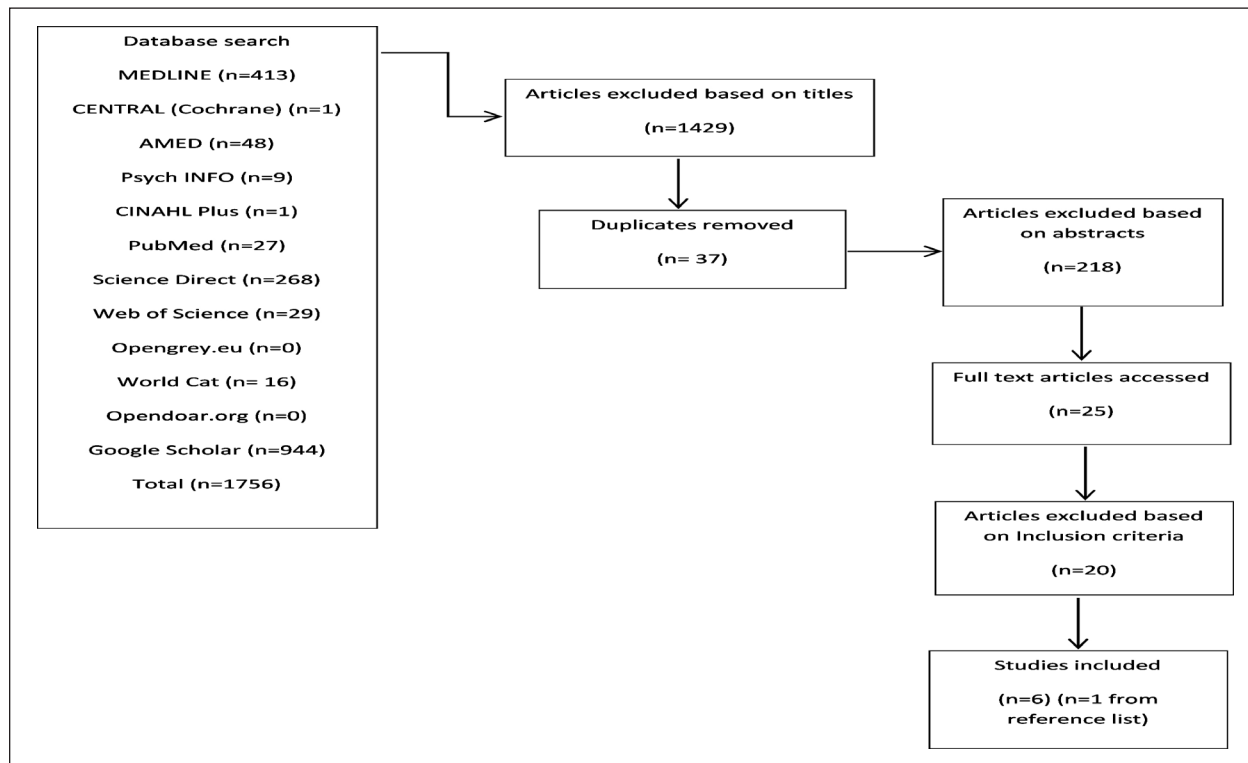 Database search
MEDLINE (n=413)
CENTRAL (Cochrane) (n=1)
AMED (n=48)
Psych INFO (n=9)
CINAHL Plus (n=1)
PubMed (n=27)
Science Direct (n=268)
Web of Science (n=29)
Opengrey.eu (n=0)
World Cat (n= 16)
Opendoar.org (n=0)
Google Scholar (n=944)
Total (n=1756)
Articles excluded based on titles
(n=1429)
Duplicates removed
(n= 37)
Articles excluded based
on abstracts
(n=218)
Full text articles accessed
(n=25)
Articles excluded based
on Inclusion criteria
(n=20)
Studies included
(n=6) (n=1 from
reference list)